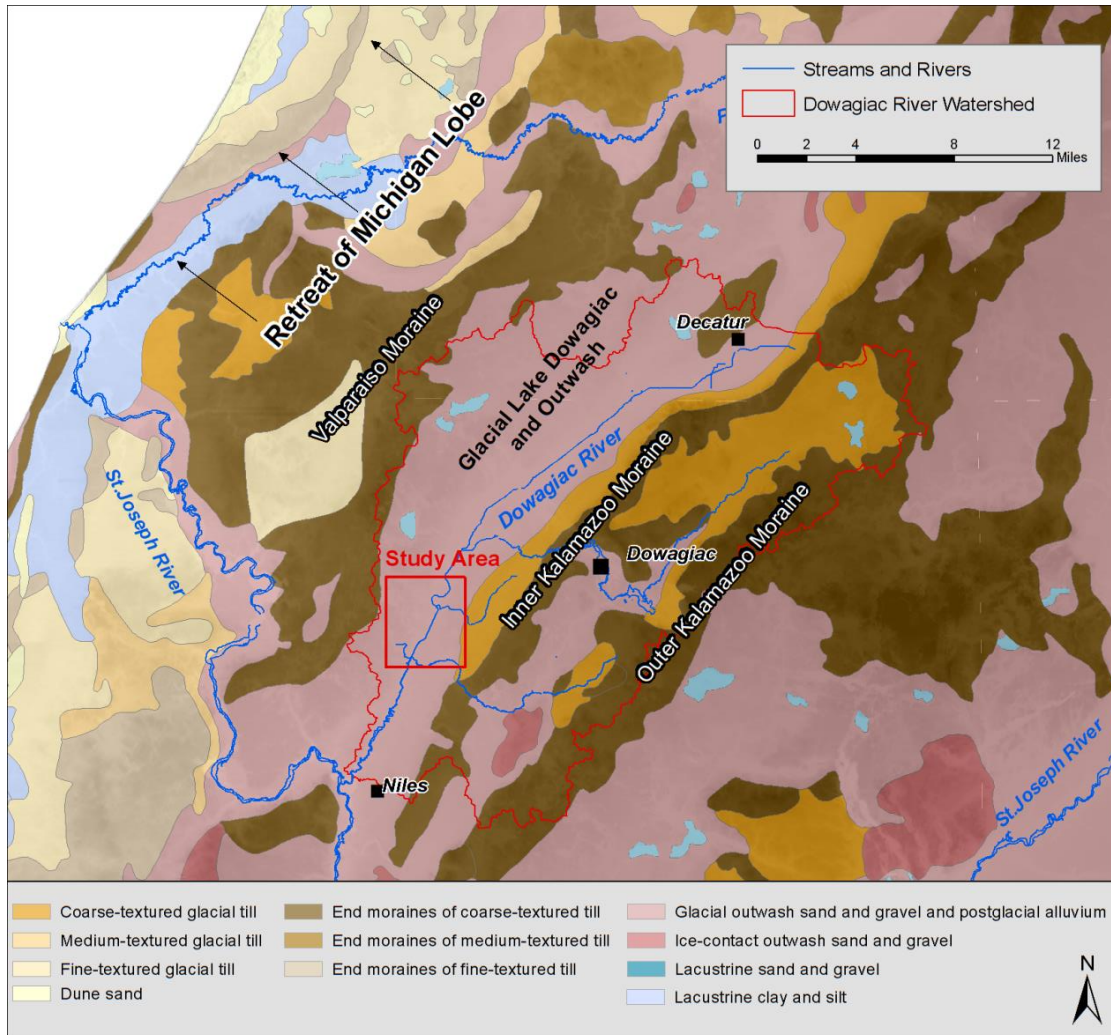 Streams and Rivers
Dowagiac River Watershed
0 2 4 8 12
Miles
Retreat of Michigan Lobe
Valparaiso Moraine
Glacial Lake Dowagiac
and Outwash
Decatur
Dowagiac River
Inner Kalamazoo Moraine
Dowagiac
Outer Kalamazoo Moraine
St.Joseph River
Study Area
Niles
St.Joseph River
Coarse-textured glacial till
Medium-textured glacial till
Fine-textured glacial till
Dune sand
End moraines of coarse-textured till
End moraines of medium-textured till
End moraines of fine-textured till
Glacial outwash sand and gravel and postglacial alluvium
Ice-contact outwash sand and gravel
Lacustrine sand and gravel
Lacustrine clay and silt
N